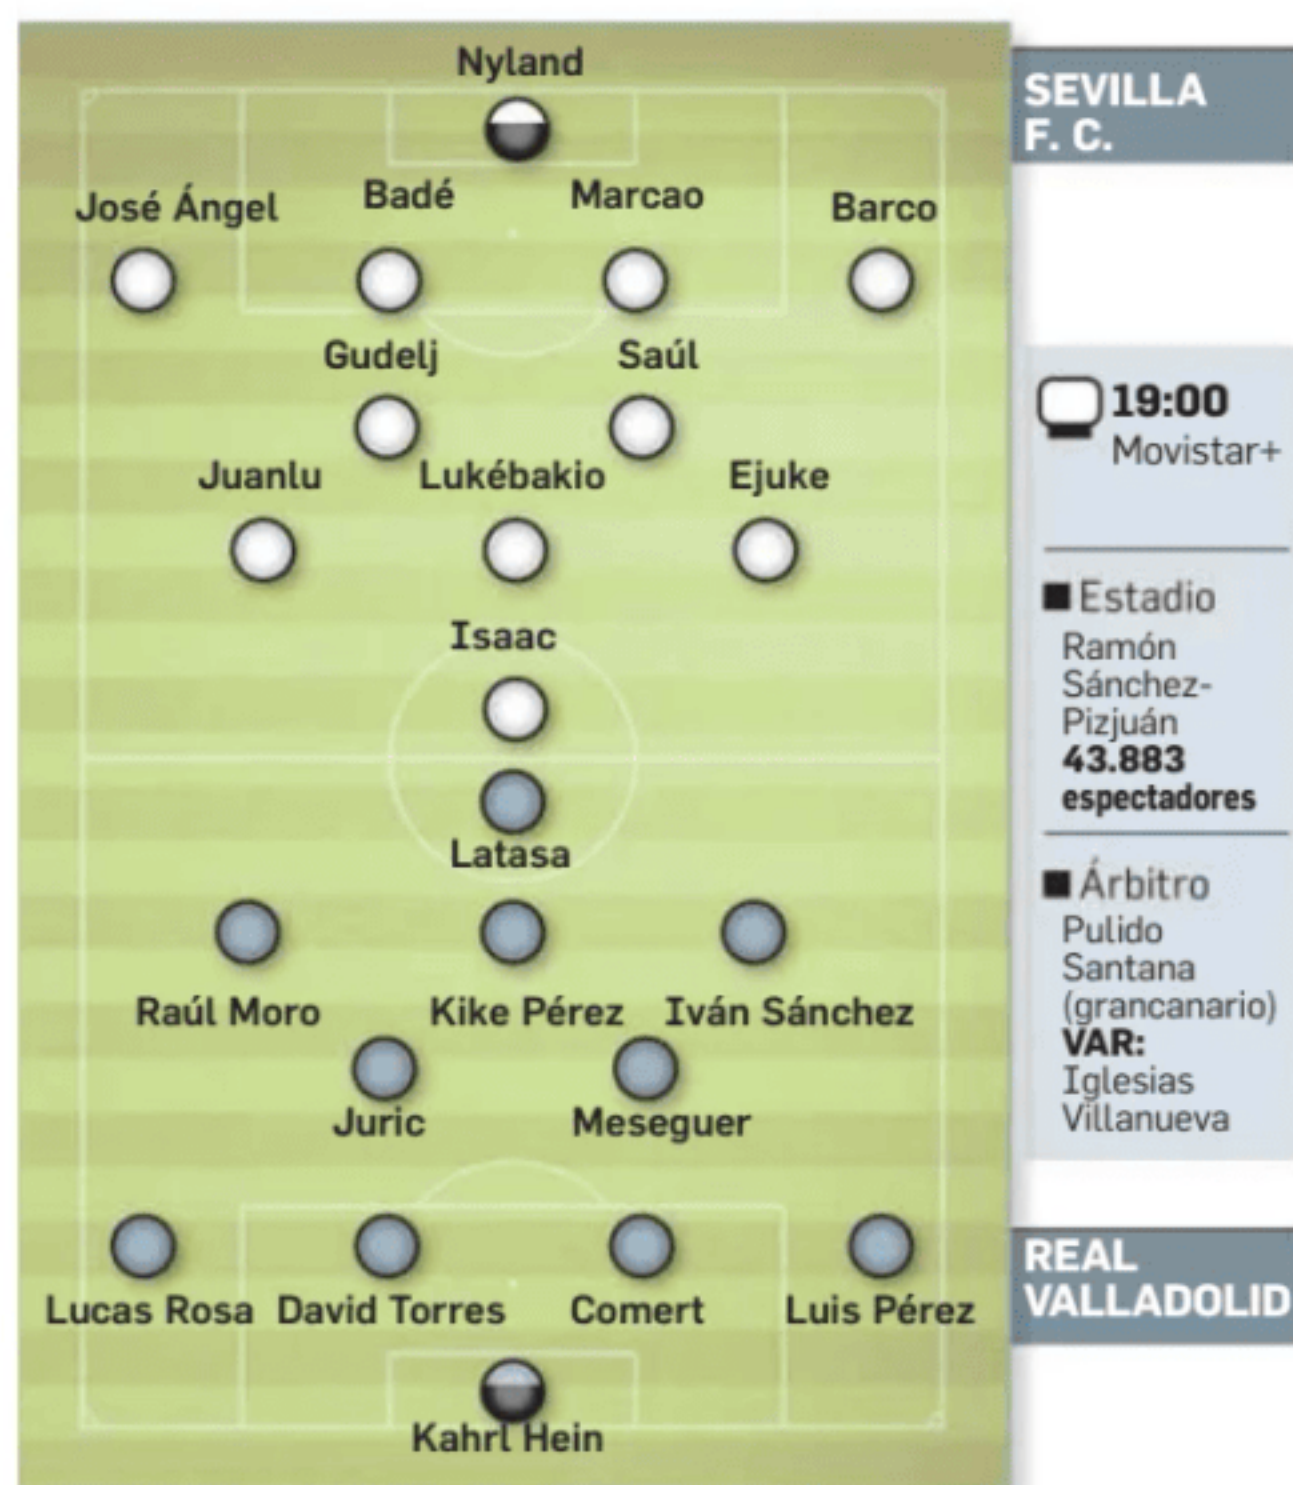 Nyland
José Ángel
Badé
Marcao
Barco
Gudelj
Saúl
Juanlu
Lukébakio
Ejuke
Isaac
Latasa
Raúl Moro
Kike Pérez
Iván Sánchez
Juric
Meseguer
Lucas Rosa
David Torres
Comert
Luis Pérez
Kahrl Hein
SEVILLA
F. C.
19:00
Movistar+
Estadio
Ramón
Sánchez-
Pizjuán
43.883
espectadores
Árbitro
Pulido
Santana
(grancanario)
VAR:
Iglesias
Villanueva
REAL
VALLADOLID